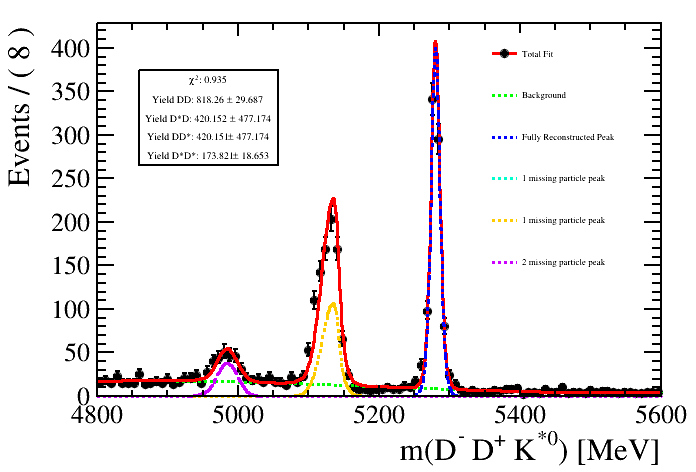 Events / ( 8 )
400
350
300
250
200
150
100
50
0
χ²: 0.935
Yield DD: 818.26 ± 29.687
Yield D*D: 420.152 ± 477.174
Yield DD*: 420.151± 477.174
Yield D*D*: 173.821± 18.653
Total Fit
Background
Fully Reconstructed Peak
1 missing particle peak
1 missing particle peak
2 missing particle peak
4800 5000 5200 5400 5600
m(D⁻ D⁺ K*⁰) [MeV]